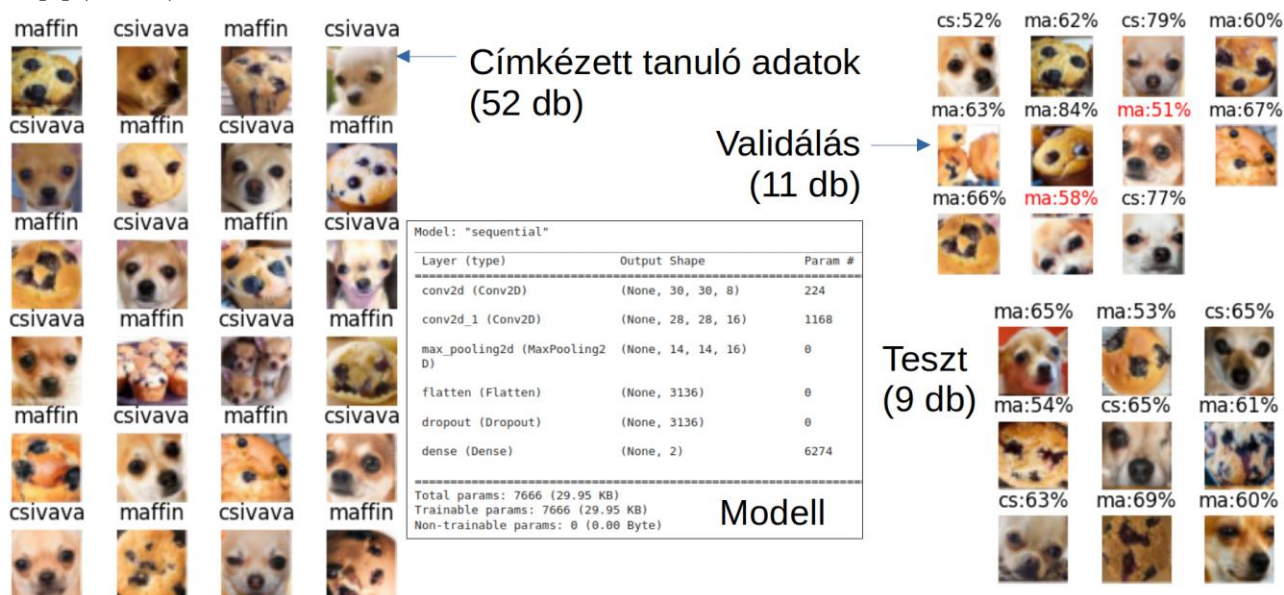 maffin csivava maffin csivava
csivava maffin csivava maffin
maffin csivava maffin csivava
csivava maffin csivava maffin
maffin csivava maffin csivava
csivava maffin csivava maffin
Címkézett tanuló adatok
(52 db)
Validálás
(11 db)
cs:52% ma:62% cs:79% ma:60%
ma:63% ma:84% ma:51% ma:67%
ma:66% ma:58% cs:77%
Model: "sequential"
Layer (type) Output Shape Param #
conv2d (Conv2D) (None, 30, 30, 8) 224
conv2d_1 (Conv2D) (None, 28, 28, 16) 1168
max_pooling2d (MaxPooling2 (None, 14, 14, 16) 0
D)
flatten (Flatten) (None, 3136) 0
dropout (Dropout) (None, 3136) 0
dense (Dense) (None, 2) 6274
Total params: 7666 (29.95 KB)
Trainable params: 7666 (29.95 KB)
Non-trainable params: 0 (0.00 Byte)
Modell
Teszt
(9 db)
ma:65% ma:53% cs:65%
ma:54% cs:65% ma:61%
cs:63% ma:69% ma:60%